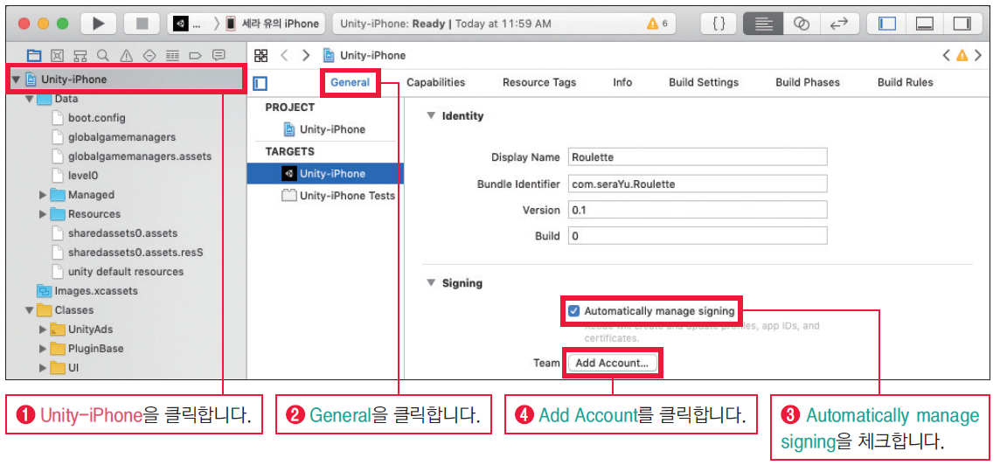 ... 세라 유의 iPhone
Unity-iPhone: Ready | Today at 11:59 AM
6
{ }
Unity-iPhone
Unity-iPhone
General
Capabilities
Resource Tags
Info
Build Settings
Build Phases
Build Rules
Data
boot.config
globalgamemanagers
globalgamemanagers.assets
level0
Managed
Resources
sharedassets0.assets
sharedassets0.assets.resS
unity default resources
Images.xcassets
Classes
UnityAds
PluginBase
UI
PROJECT
Unity-iPhone
TARGETS
Unity-iPhone
Unity-iPhone Tests
Identity
Display Name Roulette
Bundle Identifier com.seraYu.Roulette
Version 0.1
Build 0
Signing
Automatically manage signing
Xcode will create and update profiles, app IDs, and
certificates.
Team Add Account...
❶ Unity-iPhone을 클릭합니다.
❷ General을 클릭합니다.
❹ Add Account를 클릭합니다.
❸ Automatically manage
signing을 체크합니다.